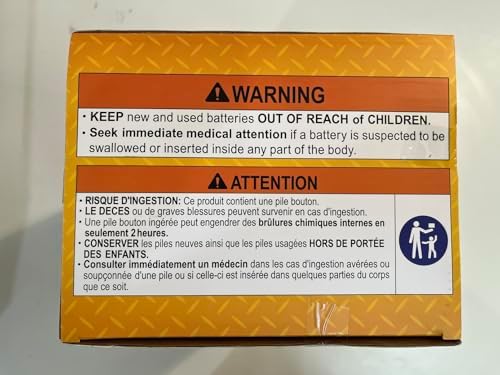 ⚠WARNING
• KEEP new and used batteries OUT OF REACH of CHILDREN.
• Seek immediate medical attention if a battery is suspected to be
swallowed or inserted inside any part of the body.
⚠ATTENTION
• RISQUE D'INGESTION: Ce produit contient une pile bouton.
• LE DECES ou de graves blessures peuvent survenir en cas d'ingestion.
• Une pile bouton ingérée peut engendrer des brûlures chimiques internes en
seulement 2 heures.
• CONSERVER les piles neuves ainsi que les piles usagées HORS DE PORTÉE
DES ENFANTS.
• Consulter immédiatement un médecin dans les cas d'ingestion avérées ou
soupçonnée d'une pile ou si celle-ci est insérée dans quelques parties du corps
que ce soit.